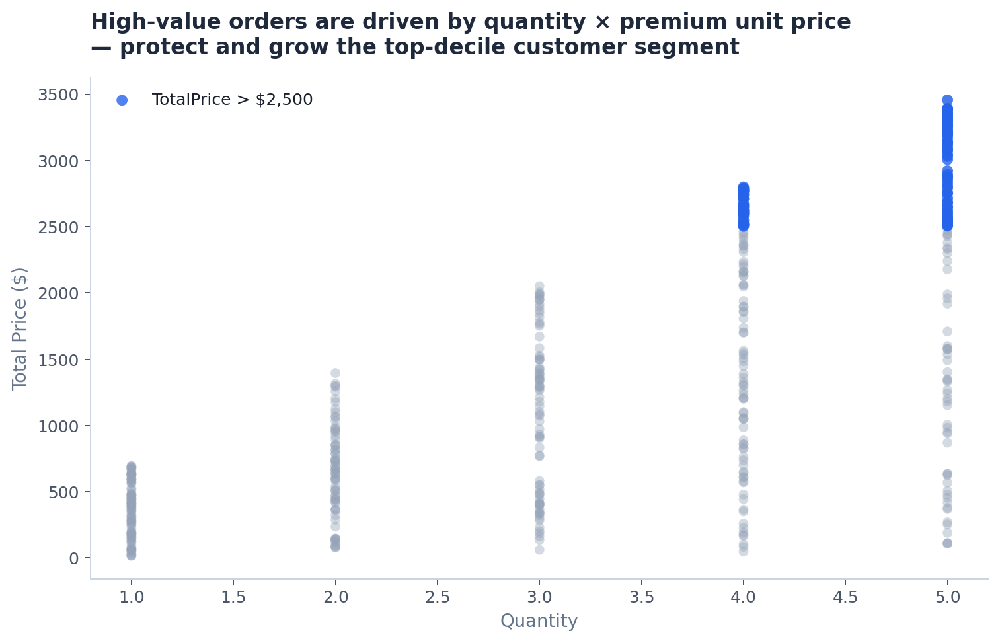 High-value orders are driven by quantity × premium unit price
— protect and grow the top-decile customer segment
TotalPrice > $2,500
Total Price ($)
3500
3000
2500
2000
1500
1000
500
0
1.0 1.5 2.0 2.5 3.0 3.5 4.0 4.5 5.0
Quantity